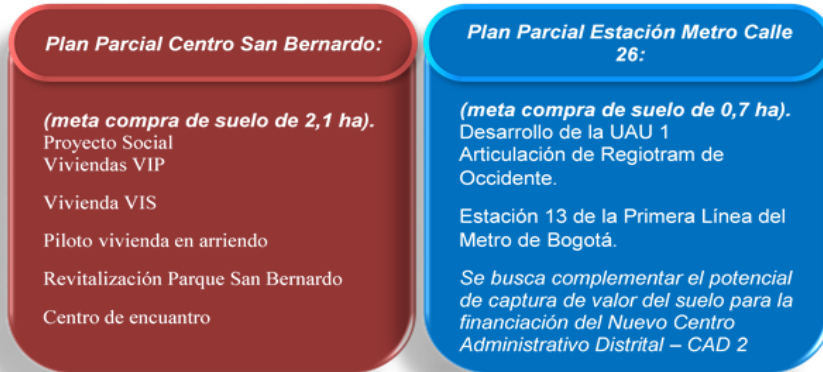 Plan Parcial Centro San Bernardo:
(meta compra de suelo de 2,1 ha).
Proyecto Social
Viviendas VIP
Vivienda VIS
Piloto vivienda en arriendo
Revitalización Parque San Bernardo
Centro de encuantro
Plan Parcial Estación Metro Calle
26:
(meta compra de suelo de 0,7 ha).
Desarrollo de la UAU 1
Articulación de Regiotram de
Occidente.
Estación 13 de la Primera Línea del
Metro de Bogotá.
Se busca complementar el potencial
de captura de valor del suelo para la
financiación del Nuevo Centro
Administrativo Distrital – CAD 2